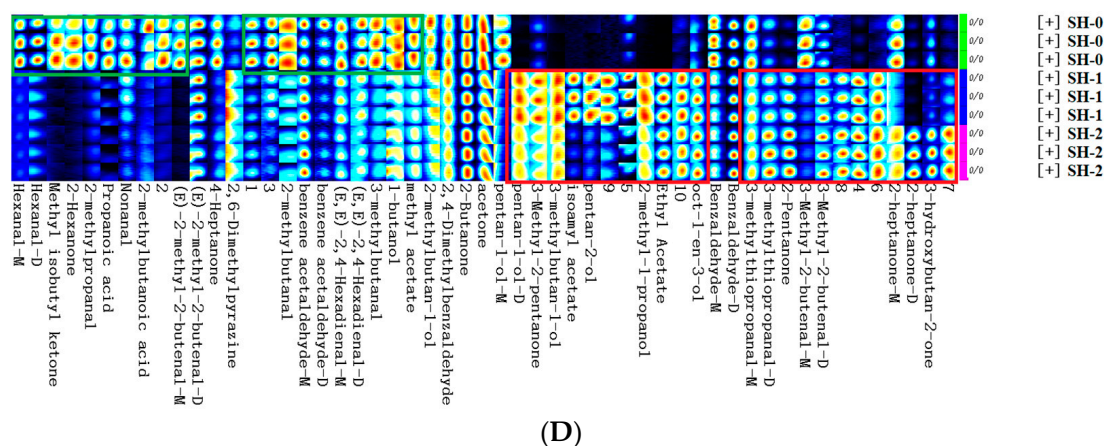 0/0 [+] SH-0
0/0 [+] SH-0
0/0 [+] SH-0
0/0 [+] SH-1
0/0 [+] SH-1
0/0 [+] SH-1
0/0 [+] SH-2
0/0 [+] SH-2
0/0 [+] SH-2
Hexanal-M
Hexanal-D
Methyl isobutyl ketone
2-Hexanone
2-methylpropanal
Propanoic acid
Nonanal
2-methylbutanoic acid
2
(E)-2-methyl-2-butenal-M
(E)-2-methyl-2-butenal-D
4-Heptanone
2,6-Dimethylpyrazine
1
3
2-methylbutanal
benzene acetaldehyde-M
benzene acetaldehyde-D
(E,E)-2,4-Hexadienal-M
(E,E)-2,4-Hexadienal-D
3-methylbutanal
1-butanol
methyl acetate
2-methylbutan-1-ol
2,4-Dimethylbenzaldehyde
2-Butanone
acetone
pentan-1-ol-M
pentan-1-ol-D
3-Methyl-2-pentanone
3-methylbutan-1-ol
isoamyl acetate
pentan-2-ol
9
5
2-methyl-1-propanol
Ethyl Acetate
10
oct-1-en-3-ol
Benzaldehyde-M
Benzaldehyde-D
3-methylthiopropanal-M
3-methylthiopropanal-D
2-Pentanone
3-Methyl-2-butenal-M
3-Methyl-2-butenal-D
8
4
6
2-heptanone-M
2-heptanone-D
3-hydroxybutan-2-one
7
(D)